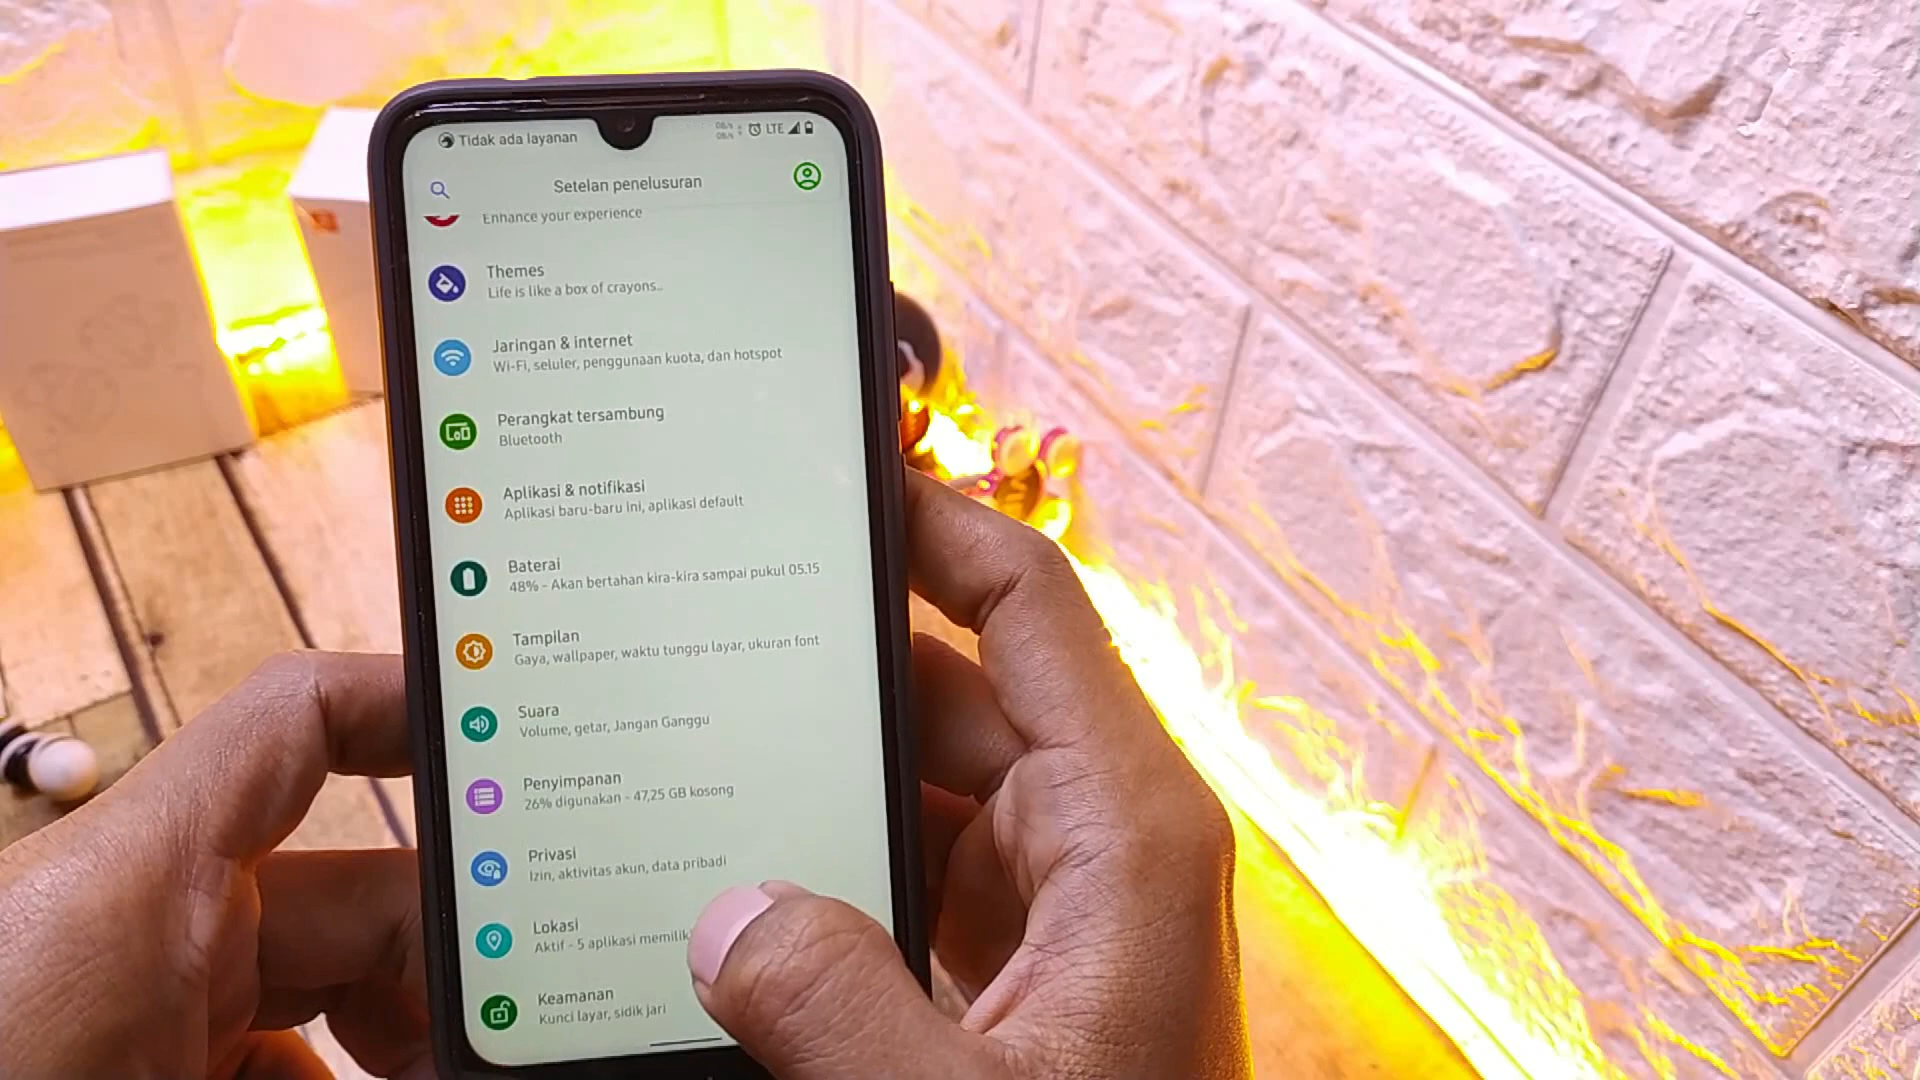 Tidak ada layanan
LTE
Setelan penelusuran
Enhance your experience
Themes
Life is like a box of crayons..
Jaringan & internet
Wi-Fi, seluler, penggunaan kuota, dan hotspot
Perangkat tersambung
Bluetooth
Aplikasi & notifikasi
Aplikasi baru-baru ini, aplikasi default
Baterai
48% - Akan bertahan kira-kira sampai pukul 05.15
Tampilan
Gaya, wallpaper, waktu tunggu layar, ukuran font
Suara
Volume, getar, Jangan Ganggu
Penyimpanan
26% digunakan - 47,25 GB kosong
Privasi
Izin, aktivitas akun, data pribadi
Lokasi
Aktif - 5 aplikasi
Keamanan
Kunci layar, sidik jari